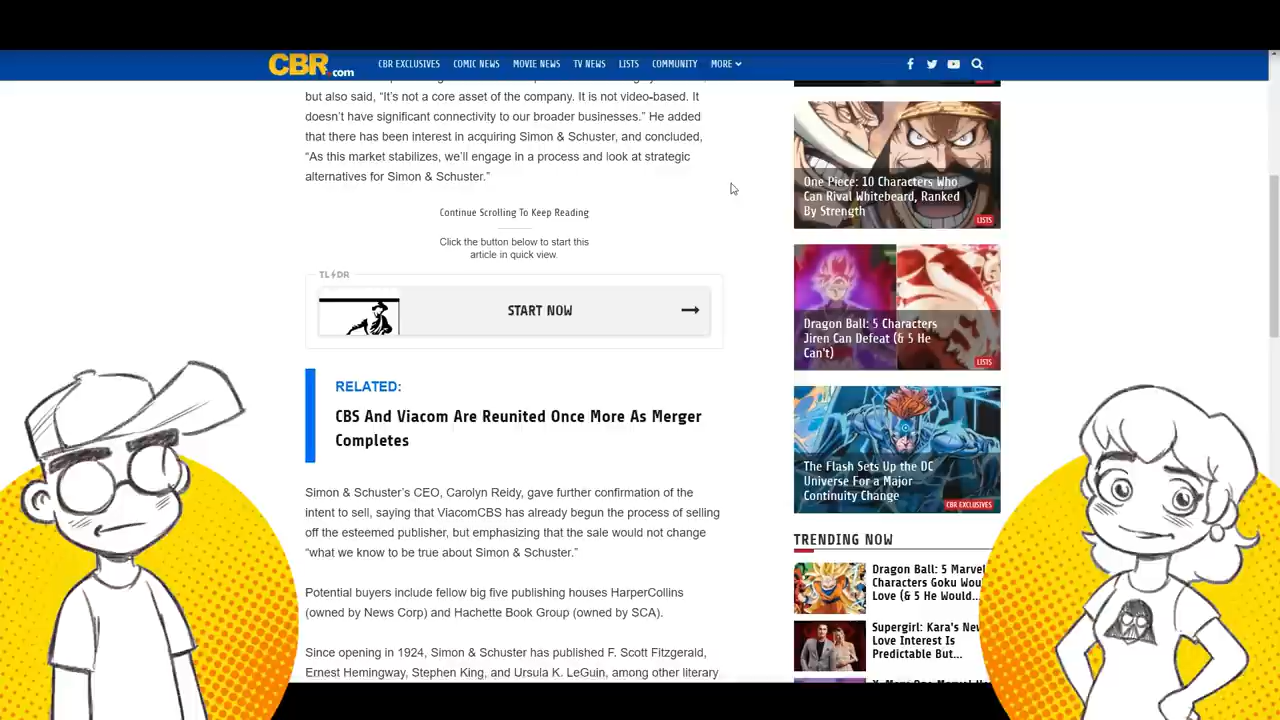 CBR.com
CBR EXCLUSIVES COMIC NEWS MOVIE NEWS TV NEWS LISTS COMMUNITY MORE
but also said, “It’s not a core asset of the company. It is not video-based. It
doesn’t have significant connectivity to our broader businesses.” He added
that there has been interest in acquiring Simon & Schuster, and concluded,
“As this market stabilizes, we’ll engage in a process and look at strategic
alternatives for Simon & Schuster.”
Continue Scrolling To Keep Reading
Click the button below to start this
article in quick view.
TL DR
START NOW
RELATED:
CBS And Viacom Are Reunited Once More As Merger
Completes
Simon & Schuster’s CEO, Carolyn Reidy, gave further confirmation of the
intent to sell, saying that ViacomCBS has already begun the process of selling
off the esteemed publisher, but emphasizing that the sale would not change
“what we know to be true about Simon & Schuster.”
Potential buyers include fellow big five publishing houses HarperCollins
(owned by News Corp) and Hachette Book Group (owned by SCA).
Since opening in 1924, Simon & Schuster has published F. Scott Fitzgerald,
Ernest Hemingway, Stephen King, and Ursula K. LeGuin, among other literary
One Piece: 10 Characters Who
Can Rival Whitebeard, Ranked
By Strength
LISTS
Dragon Ball: 5 Characters
Jiren Can Defeat (& 5 He
Can't)
LISTS
The Flash Sets Up the DC
Universe For a Major
Continuity Change
CBR EXCLUSIVES
TRENDING NOW
Dragon Ball: 5 Marvel
Characters Goku Wou
Love (& 5 He Would...
Supergirl: Kara's New
Love Interest Is
Predictable But...